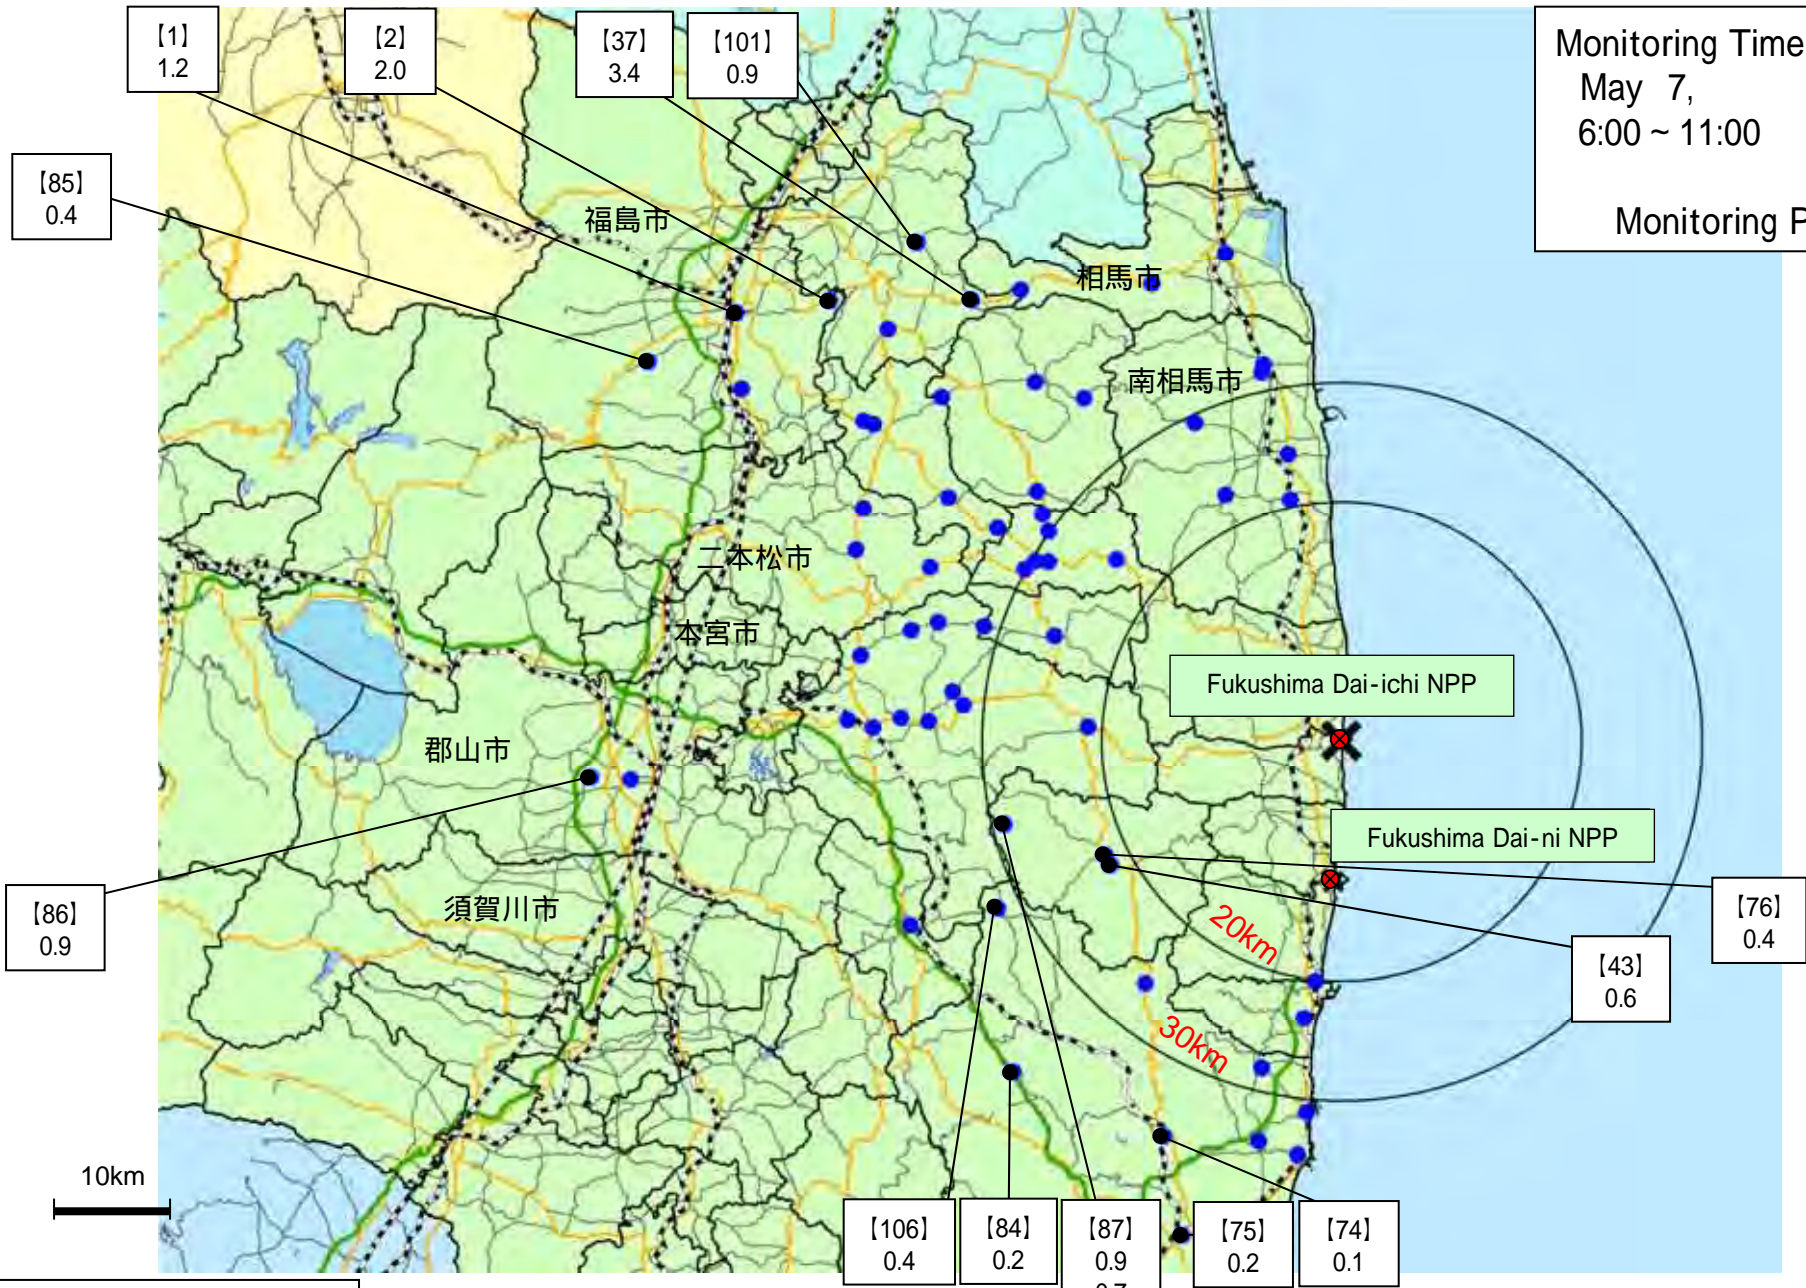 【1】
1.2
【2】
2.0
【37】
3.4
【101】
0.9
Monitoring Time
May 7,
6:00 ~ 11:00
Monitoring P
【85】
0.4
福島市
相馬市
南相馬市
二本松市
本宮市
Fukushima Dai-ichi NPP
郡山市
Fukushima Dai-ni NPP
【86】
0.9
須賀川市
20km
【76】
0.4
【43】
0.6
30km
10km
【106】
0.4
【84】
0.2
【87】
0.9
【75】
0.2
【74】
0.1